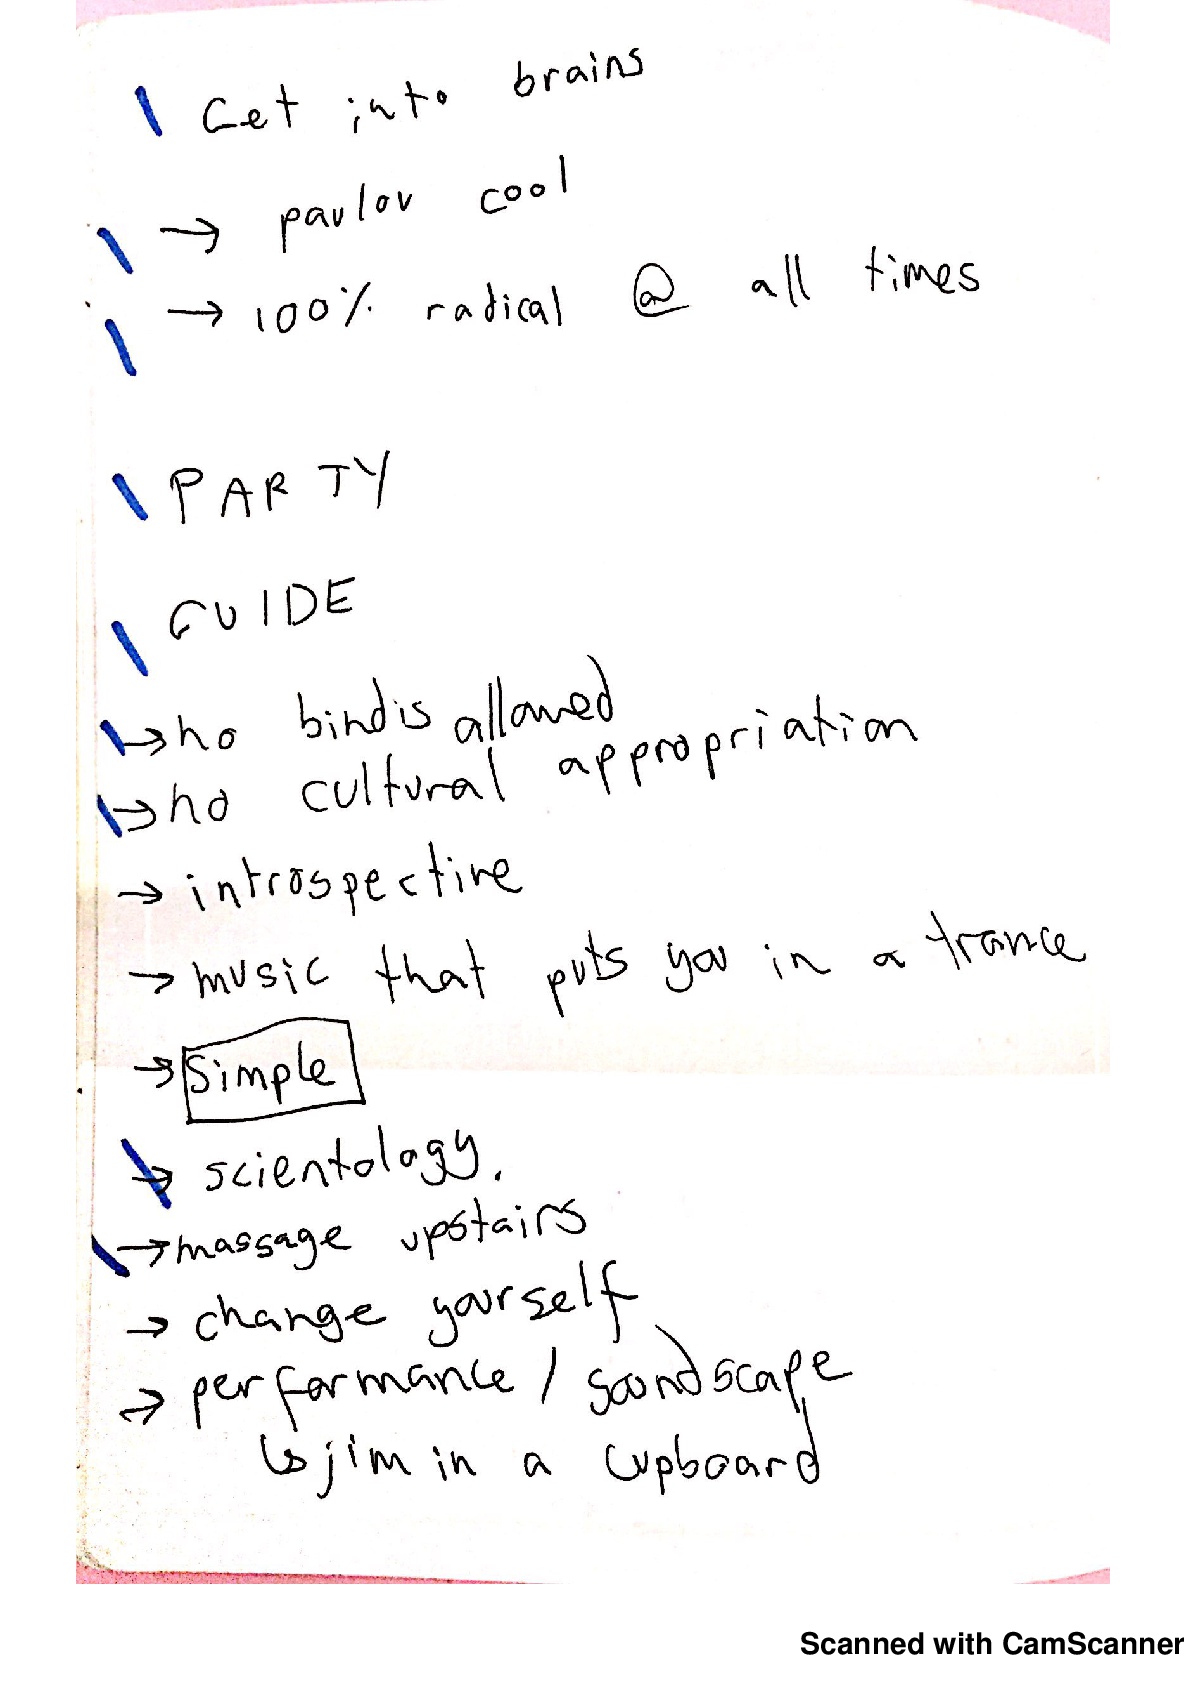 Get into brains
→ pavlov cool
→ 100% radical @ all times
PARTY
GUIDE
→ no bindis allowed
→ no cultural appropriation
→ introspective
→ music that puts you in a trance
→ simple
→ scientology.
→ massage upstairs
→ change yourself
→ performance / soundscape
↳ jim in a cupboard
Scanned with CamScanner